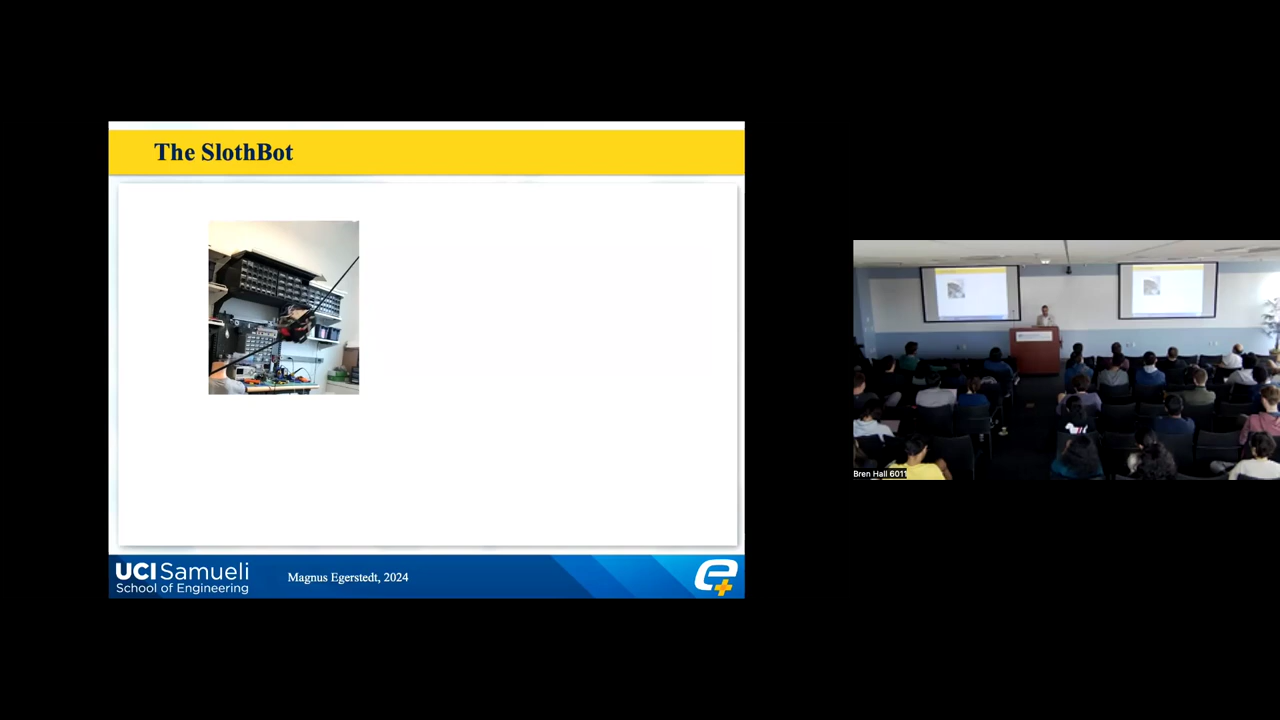 The SlothBot
UCI Samueli
School of Engineering
Magnus Egerstedt, 2024
Bren Hall 6011